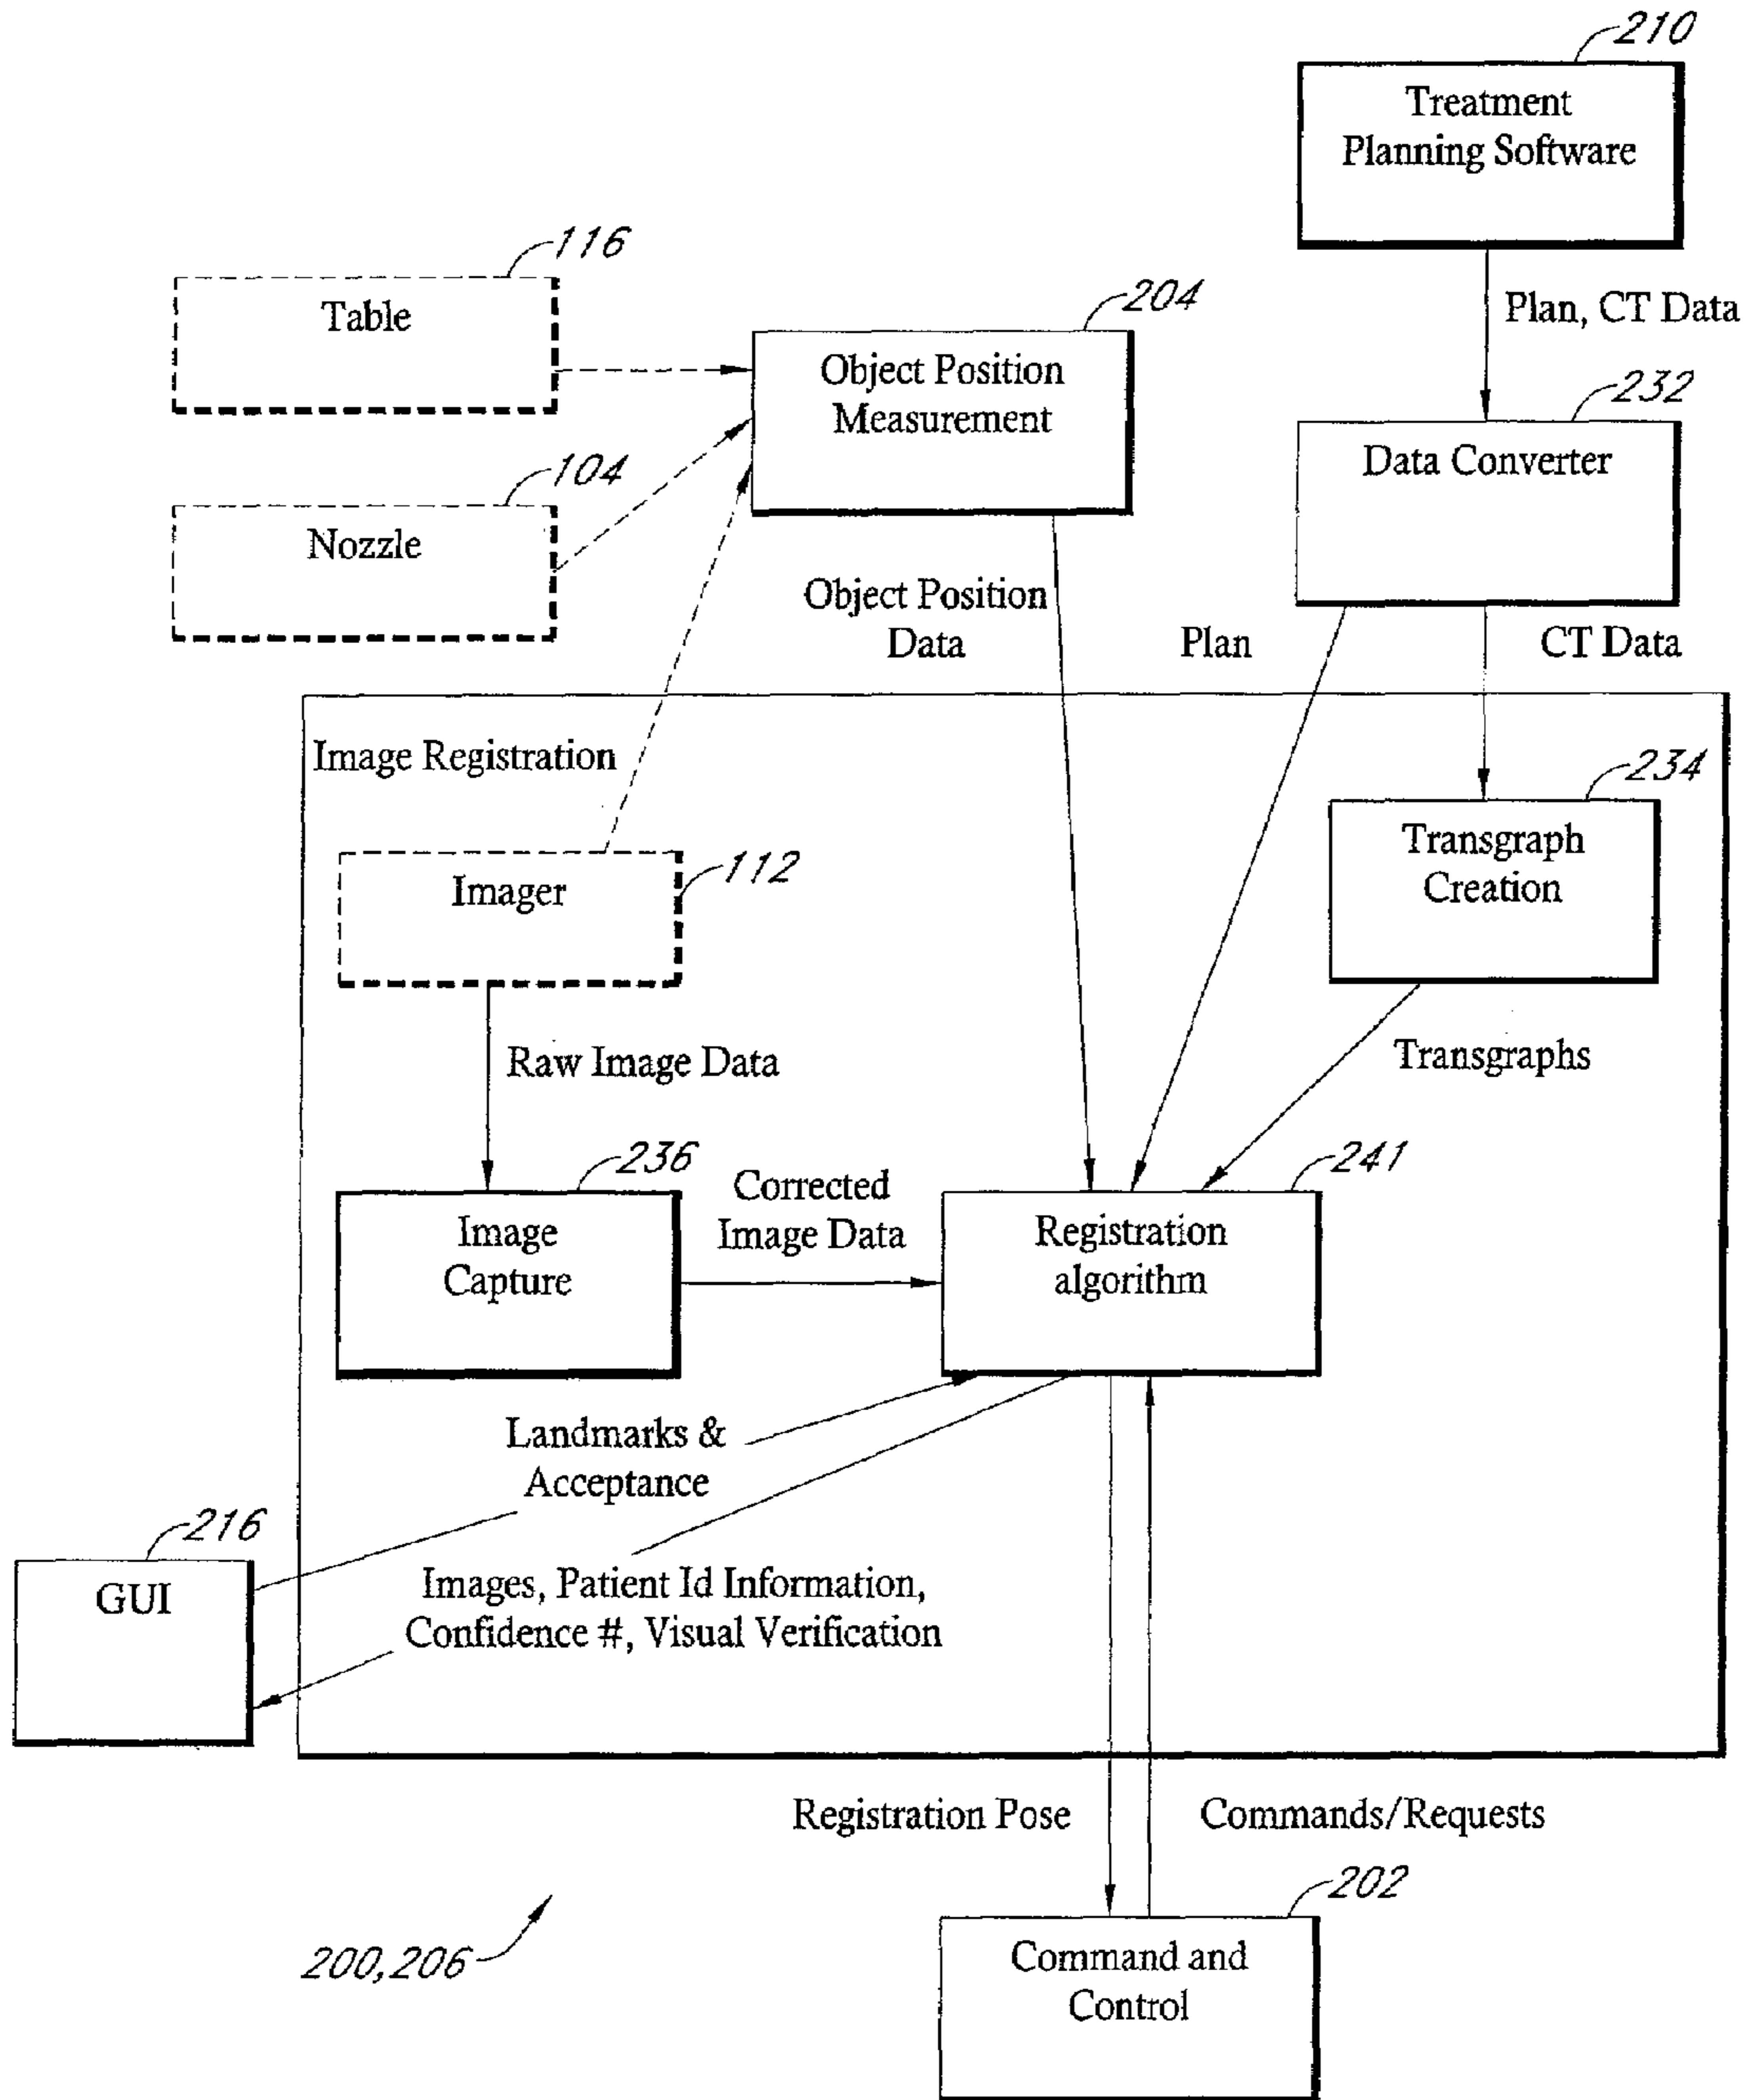 210
Treatment
Planning Software
116
Table
204
Object Position
Measurement
Plan, CT Data
232
Data Converter
104
Nozzle
Object Position
Data
Plan
CT Data
Image Registration
234
Transgraph
Creation
112
Imager
Raw Image Data
Transgraphs
236
Image
Capture
Corrected
Image Data
241
Registration
algorithm
Landmarks &
Acceptance
216
GUI
Images, Patient Id Information,
Confidence #, Visual Verification
Registration Pose
Commands/Requests
202
Command and
Control
200,206